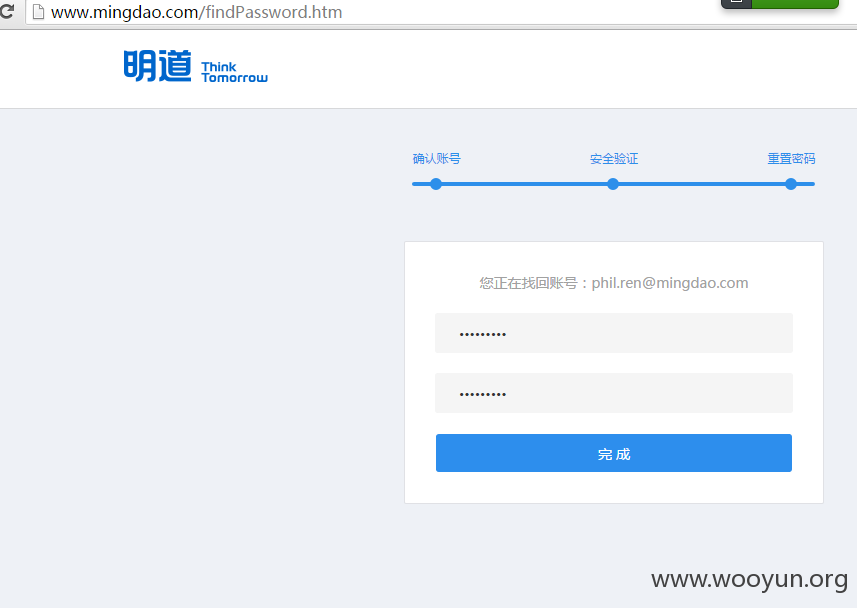 www.mingdao.com/findPassword.htm
明道 Think Tomorrow
确认账号 安全验证 重置密码
您正在找回账号：phil.ren@mingdao.com
•••••••••
•••••••••
完成
www.wooyun.org